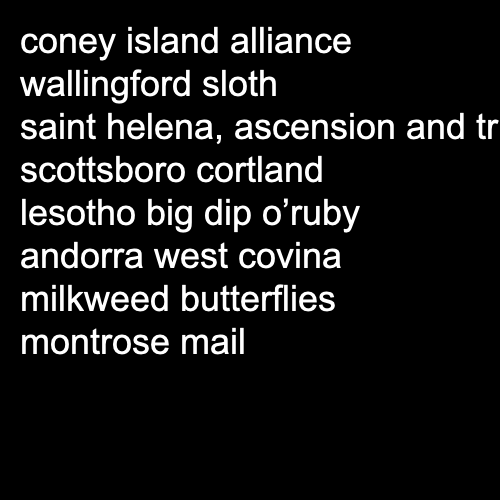 coney island alliance
wallingford sloth
saint helena, ascension and tr
scottsboro cortland
lesotho big dip o’ruby
andorra west covina
milkweed butterflies
montrose mail